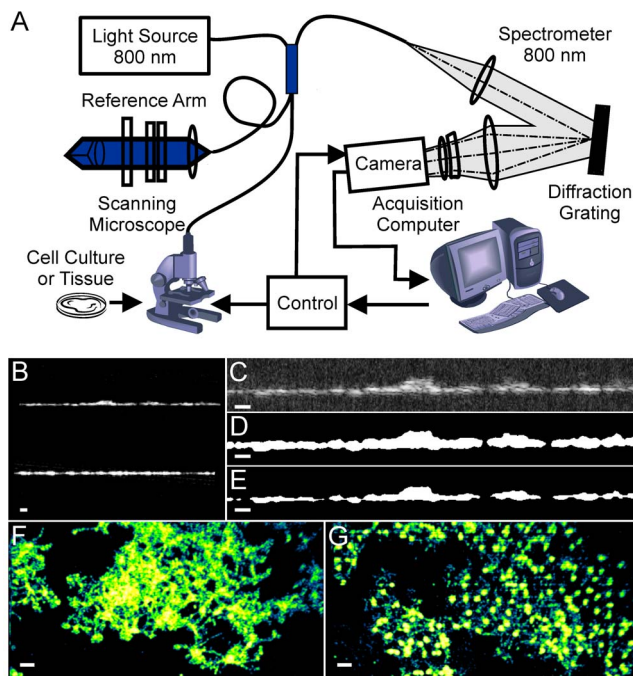 A
Light Source
800 nm
Spectrometer
800 nm
Reference Arm
Camera
Scanning
Microscope
Acquisition
Computer
Diffraction
Grating
Cell Culture
or Tissue
Control
B
C
D
E
F
G